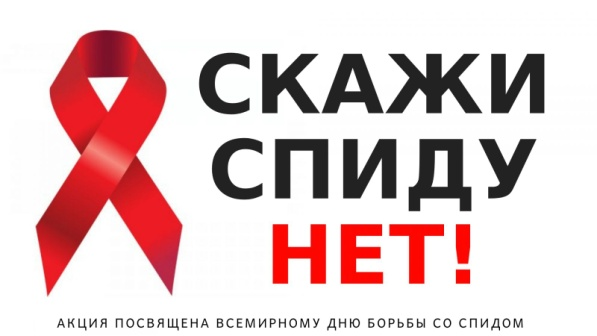 СКАЖИ
СПИДУ
НЕТ!
АКЦИЯ ПОСВЯЩЕНА ВСЕМИРНОМУ ДНЮ БОРЬБЫ СО СПИДОМ